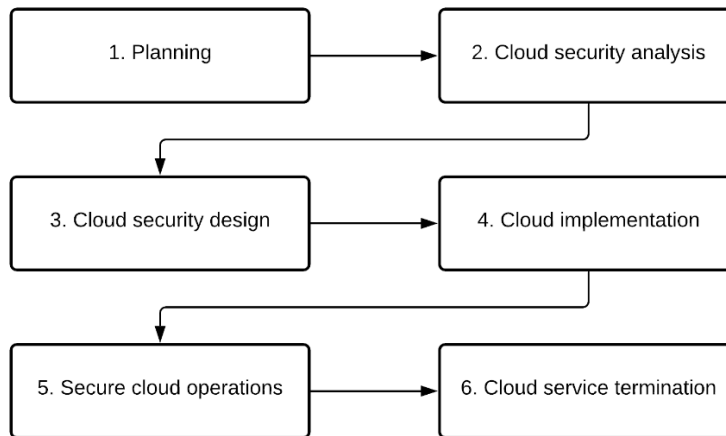 1. Planning
2. Cloud security analysis
3. Cloud security design
4. Cloud implementation
5. Secure cloud operations
6. Cloud service termination